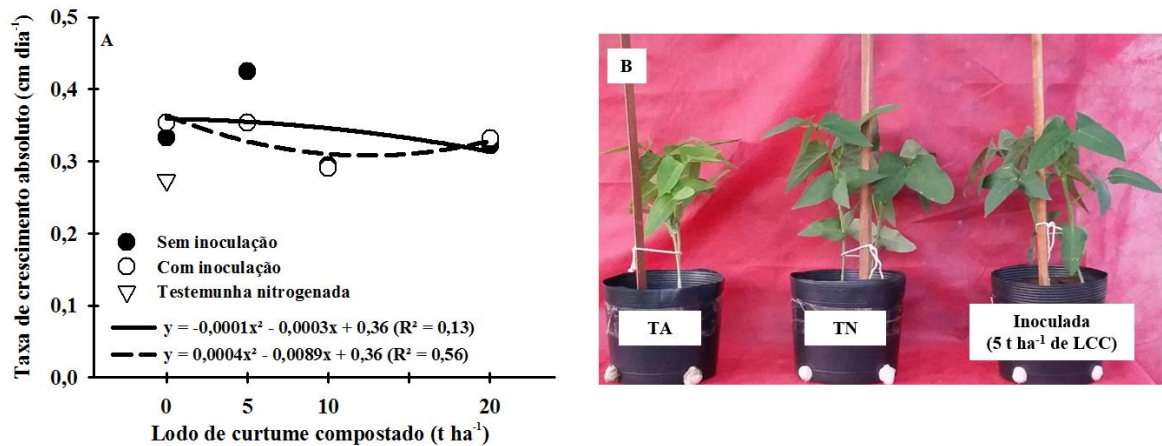 A
Taxa de crescimento absoluto (cm dia⁻¹)
0,5
0,4
0,3
0,2
0,1
0,0
Sem inoculação
Com inoculação
Testemunha nitrogenada
y = -0,0001x² - 0,0003x + 0,36 (R² = 0,13)
y = 0,0004x² - 0,0089x + 0,36 (R² = 0,56)
0 5 10 20
Lodo de curtume compostado (t ha⁻¹)
B
TA
TN
Inoculada
(5 t ha⁻¹ de LCC)